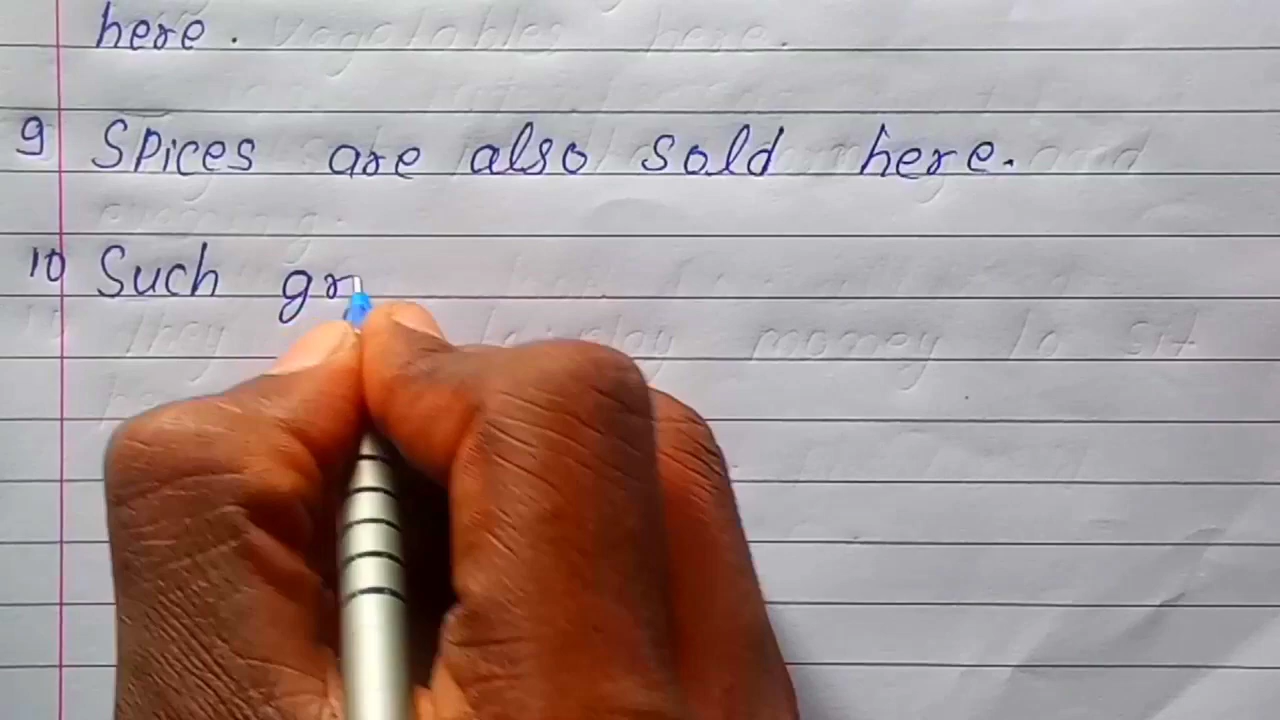 here.
9 Spices are also sold here.
10 Such gr